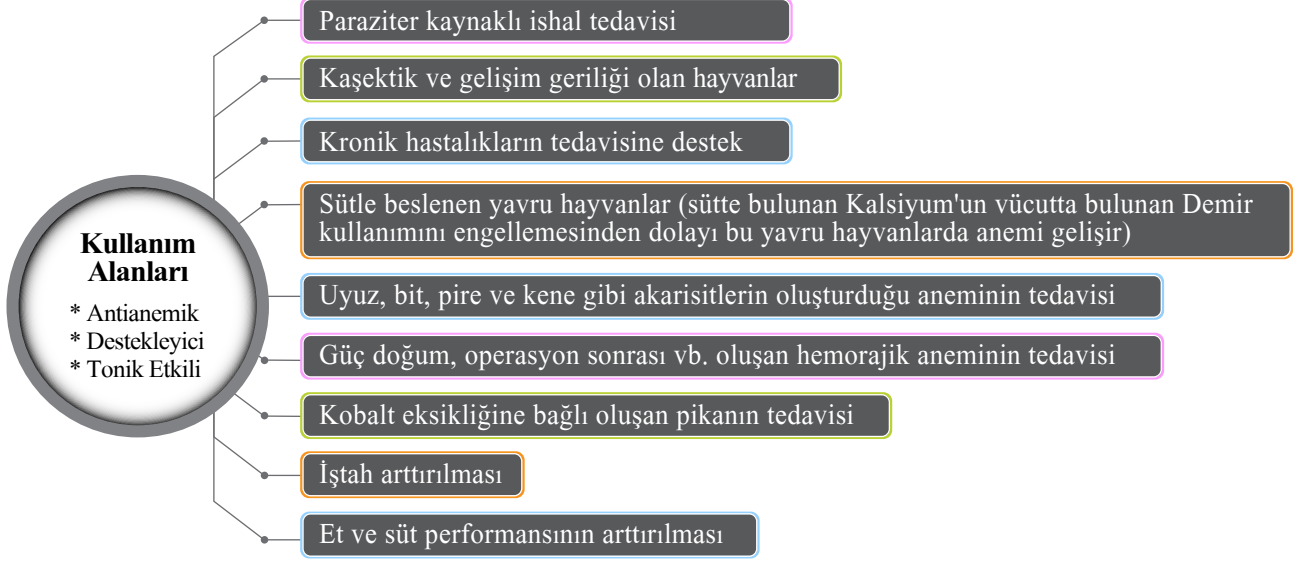 Paraziter kaynaklı ishal tedavisi
Kaşektik ve gelişim geriliği olan hayvanlar
Kronik hastalıkların tedavisine destek
Sütle beslenen yavru hayvanlar (sütte bulunan Kalsiyum'un vücutta bulunan Demir
kullanımını engellemesinden dolayı bu yavru hayvanlarda anemi gelişir)
Kullanım
Alanları
* Antianemik
* Destekleyici
* Tonik Etkili
Uyuz, bit, pire ve kene gibi akarisitlerin oluşturduğu aneminin tedavisi
Güç doğum, operasyon sonrası vb. oluşan hemorajik aneminin tedavisi
Kobalt eksikliğine bağlı oluşan pikanın tedavisi
İştah arttırılması
Et ve süt performansının arttırılması